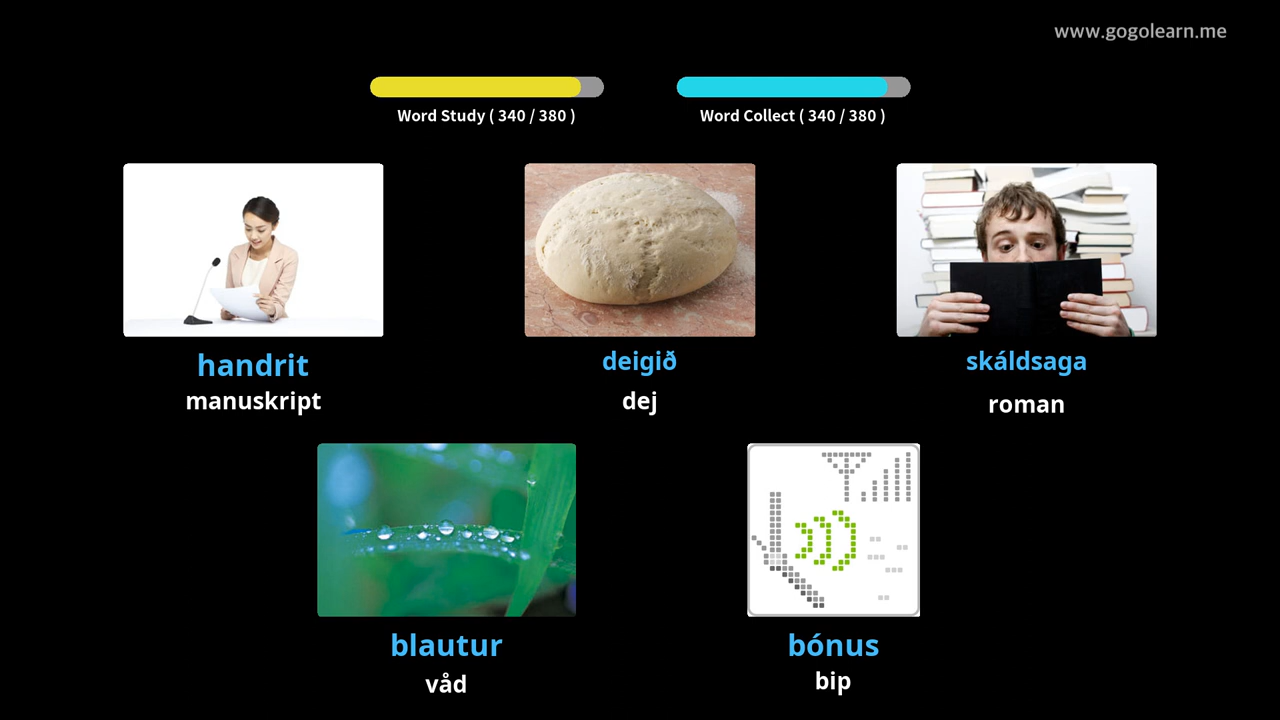 www.gogolearn.me
Word Study ( 340 / 380 )
Word Collect ( 340 / 380 )
handrit
manuskript
deigið
dej
skáldsaga
roman
blautur
våd
bónus
bip